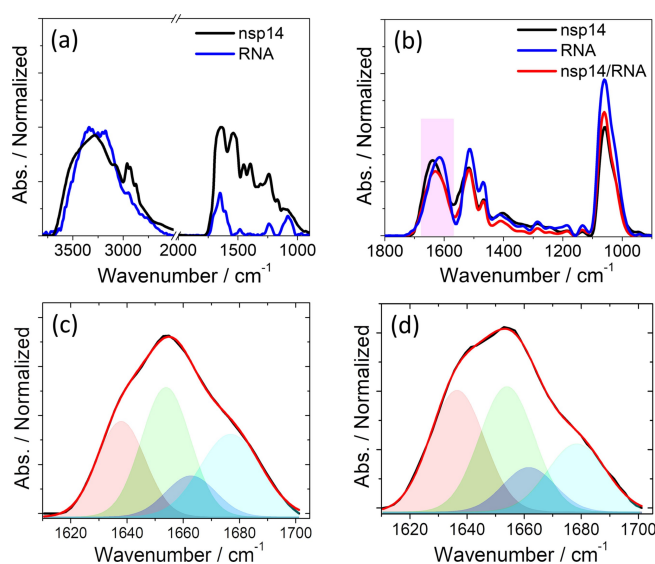 (a)
nsp14
RNA
Abs. / Normalized
3500 3000 2000 1500 1000
Wavenumber / cm-1
(b)
nsp14
RNA
nsp14/RNA
Abs. / Normalized
1800 1600 1400 1200 1000
Wavenumber / cm-1
(c)
Abs. / Normalized
1620 1640 1660 1680 1700
Wavenumber / cm-1
(d)
Abs. / Normalized
1620 1640 1660 1680 1700
Wavenumber / cm-1